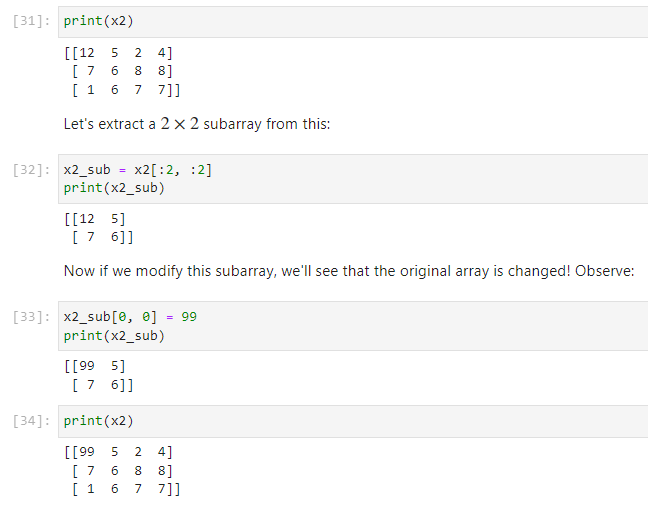 [31]: print(x2)
[[12  5  2  4]
 [ 7  6  8  8]
 [ 1  6  7  7]]
Let's extract a 2 × 2 subarray from this:
[32]: x2_sub = x2[:2, :2]
print(x2_sub)
[[12  5]
 [ 7  6]]
Now if we modify this subarray, we'll see that the original array is changed! Observe:
[33]: x2_sub[0, 0] = 99
print(x2_sub)
[[99  5]
 [ 7  6]]
[34]: print(x2)
[[99  5  2  4]
 [ 7  6  8  8]
 [ 1  6  7  7]]